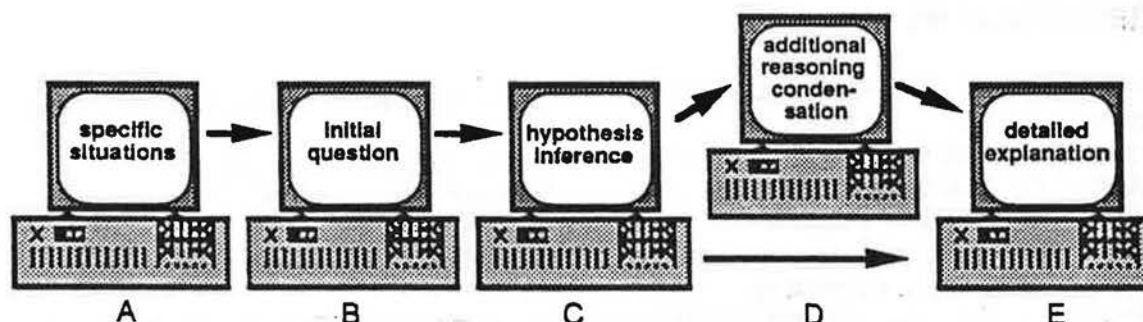 specific
situations
initial
question
hypothesis
inference
additional
reasoning
conden-
sation
detailed
explanation
A
B
C
D
E